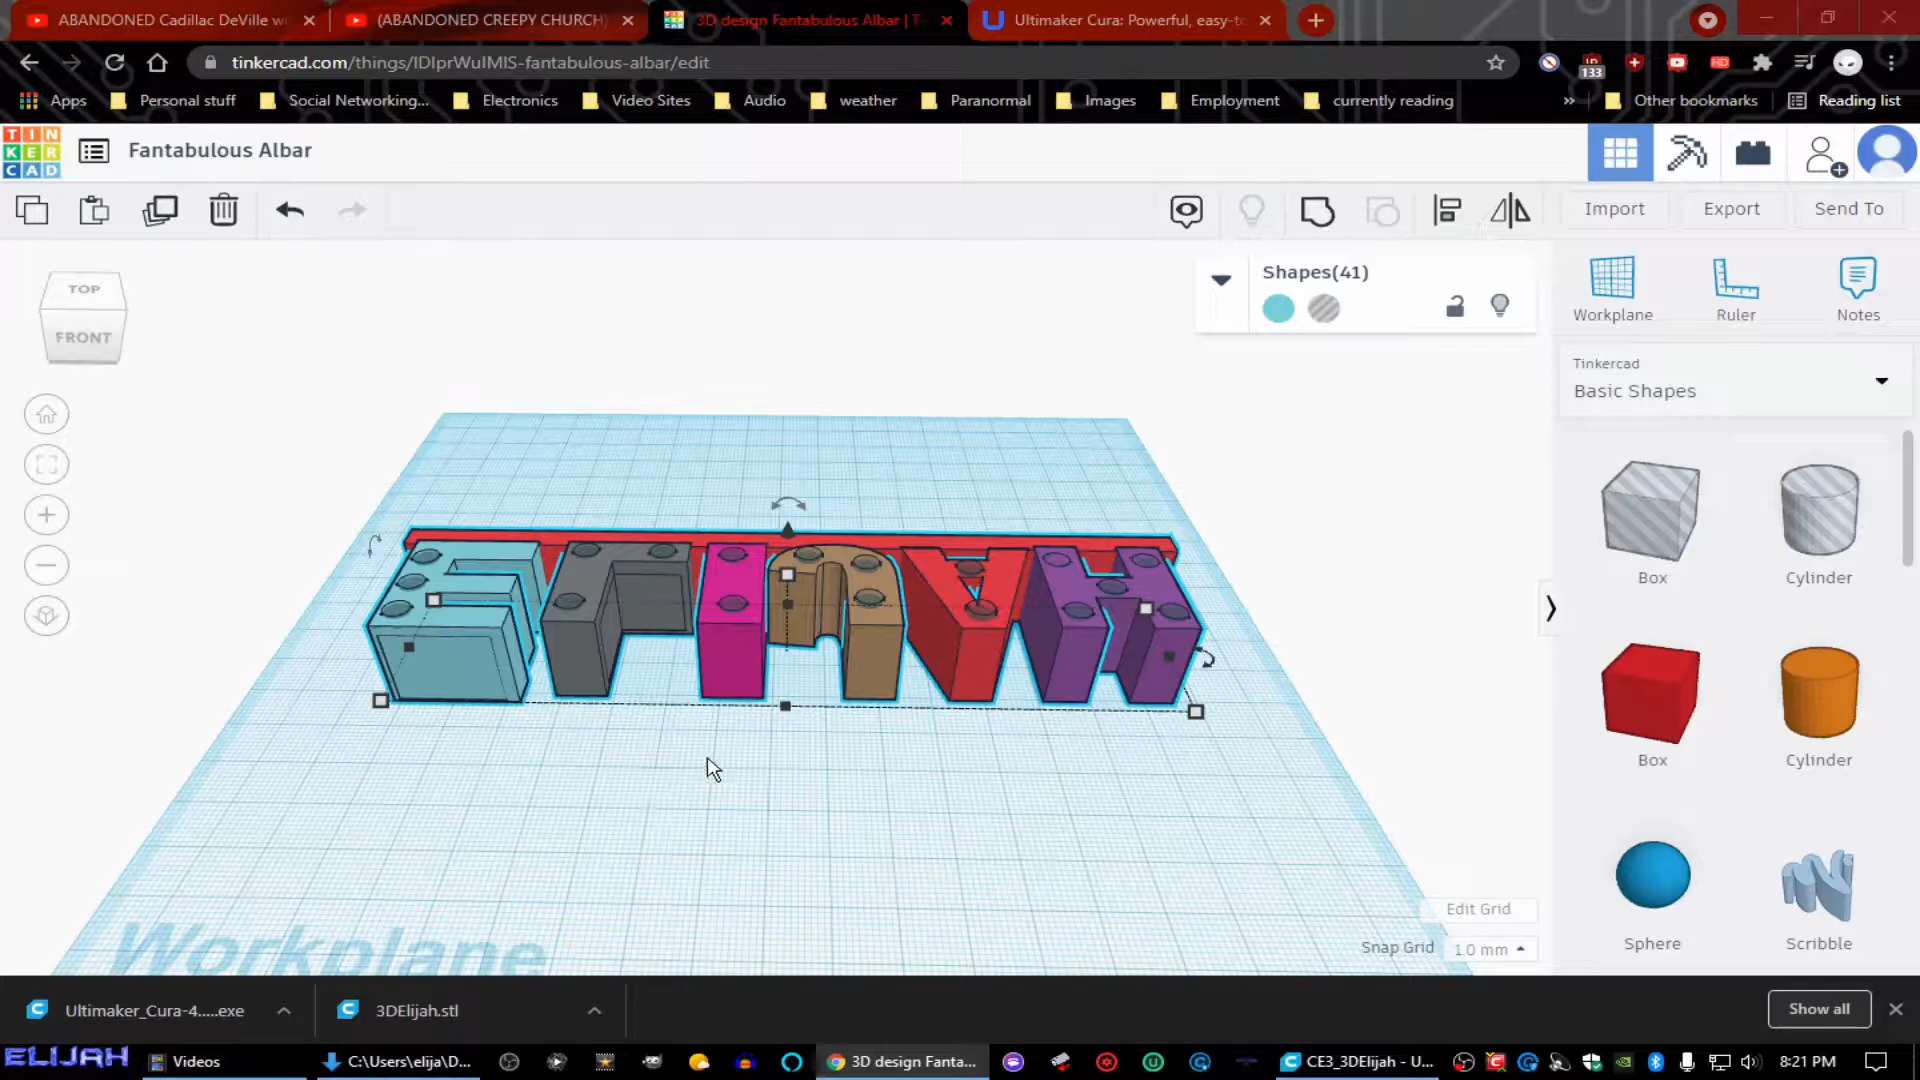 ABANDONED Cadillac DeVille w
(ABANDONED CREEPY CHURCH)
3D design Fantabulous Albar | T
Ultimaker Cura: Powerful, easy-to
tinkercad.com/things/IDIprWuIMIS-fantabulous-albar/edit
133
HD
Apps
Personal stuff
Social Networking...
Electronics
Video Sites
Audio
weather
Paranormal
Images
Employment
currently reading
»
Other bookmarks
Reading list
TIN
KER
CAD
Fantabulous Albar
Import
Export
Send To
TOP
FRONT
Shapes(41)
Workplane
Ruler
Notes
Tinkercad
Basic Shapes
Box
Cylinder
Box
Cylinder
Sphere
Scribble
ELIJAH
Workplane
Edit Grid
Snap Grid
1.0 mm
Ultimaker_Cura-4.....exe
3DElijah.stl
Show all
ELIJAH
Videos
C:\Users\elija\D...
3D design Fanta...
CE3_3DElijah - U...
8:21 PM